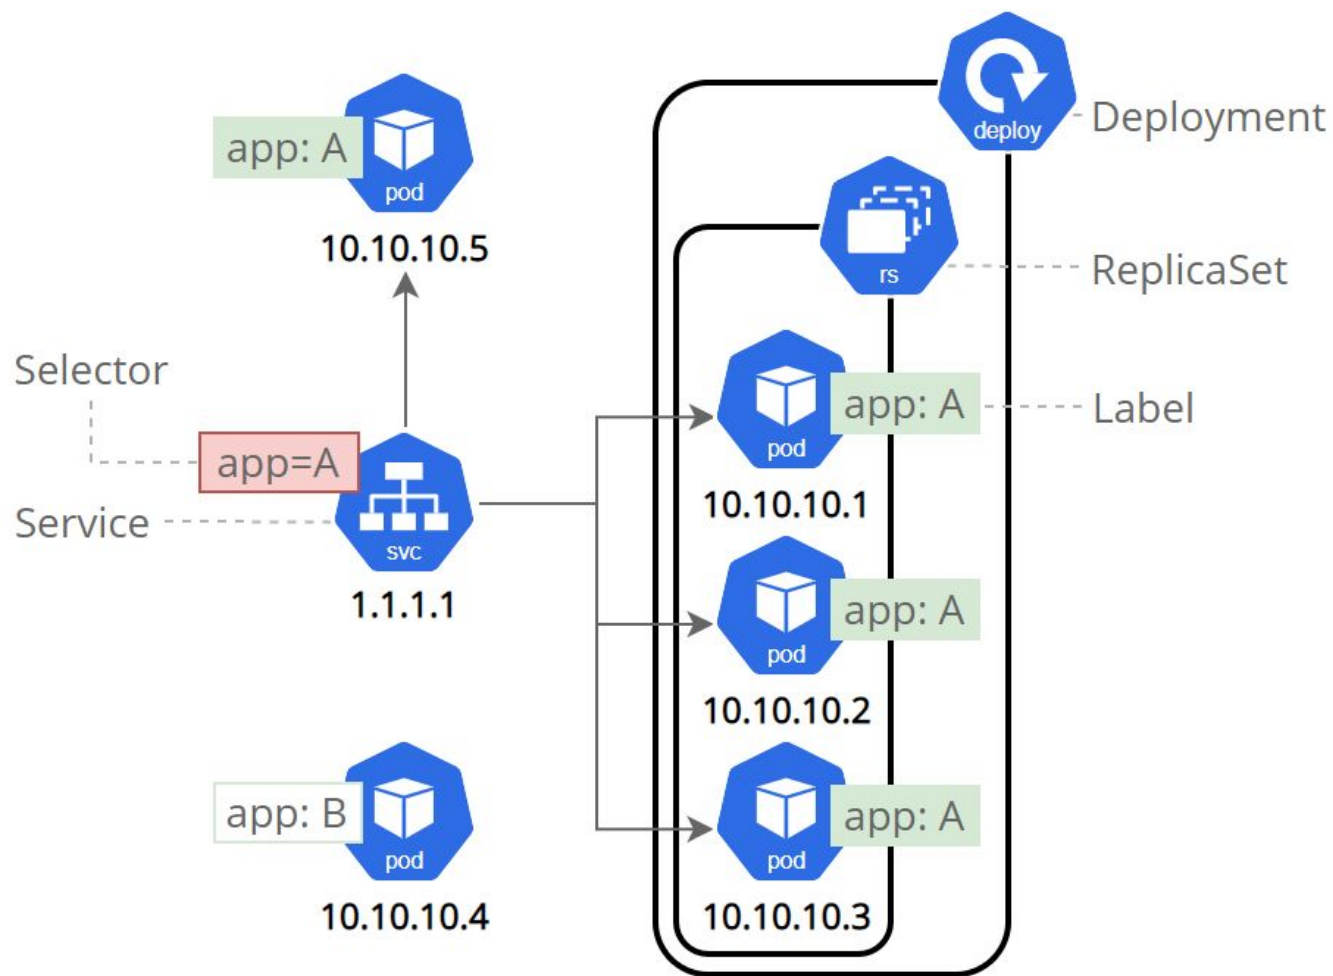 deploy
Deployment
app: A
pod
10.10.10.5
rs
ReplicaSet
Selector
app=A
Service
svc
1.1.1.1
pod
app: A
Label
10.10.10.1
pod
app: A
10.10.10.2
app: B
pod
10.10.10.4
pod
app: A
10.10.10.3